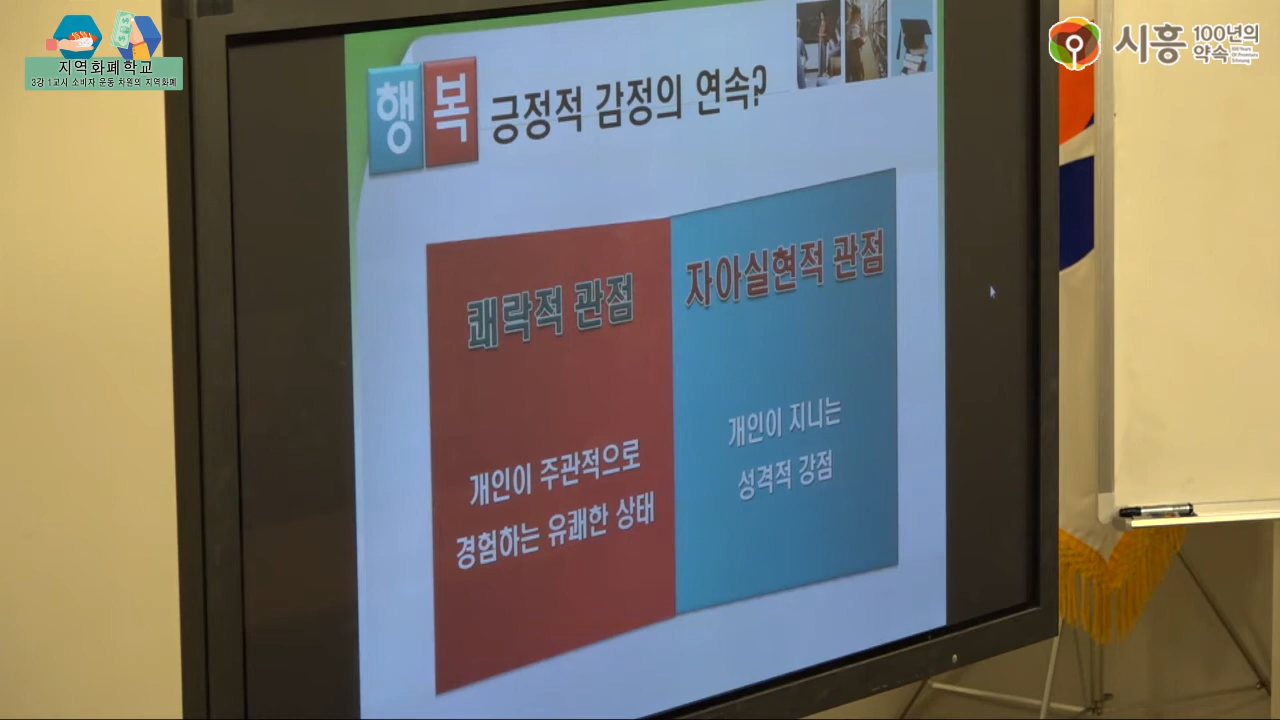 지역화폐학교
3강 1교시 소비자 운동 차원의 지역화폐
시흥 100년의 약속
행복 긍정적 감정의 연속?
쾌락적 관점
개인이 주관적으로
경험하는 유쾌한 상태
자아실현적 관점
개인이 지니는
성격적 강점